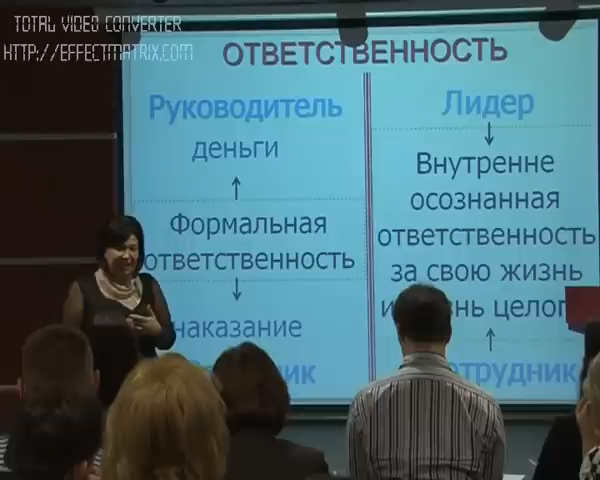 TOTAL VIDEO CONVERTER
HTTP://EFFECTMATRIX.COM
ОТВЕТСТВЕННОСТЬ
Руководитель
деньги
Формальная
ответственность
наказание
Лидер
Внутренне
осознанная
ответственность
за свою жизнь